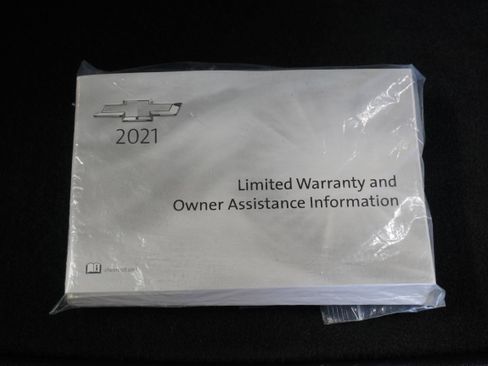 2021
Limited Warranty and
Owner Assistance Information